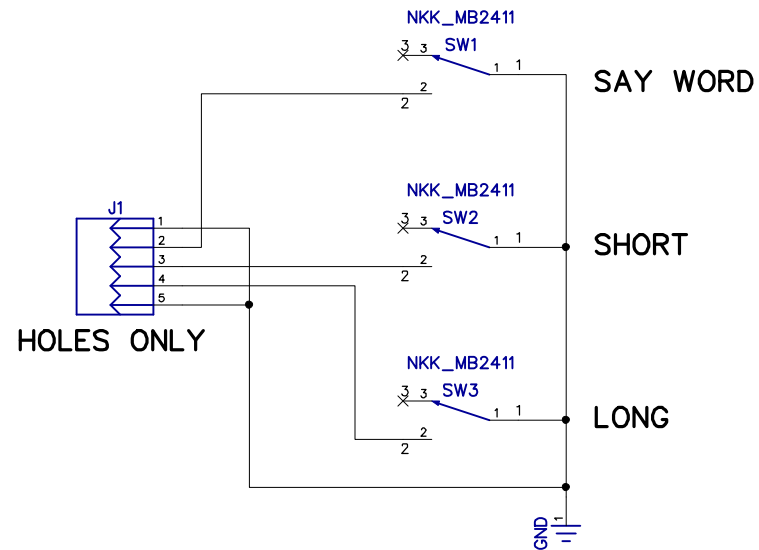 NKK_MB2411
SW1
3 3
1 1
SAY WORD
2
2
NKK_MB2411
J1
SW2
3 3
1
1 1
SHORT
2
3
2
2
4
5
HOLES ONLY
NKK_MB2411
SW3
3 3
1 1
LONG
2
2
GND
1